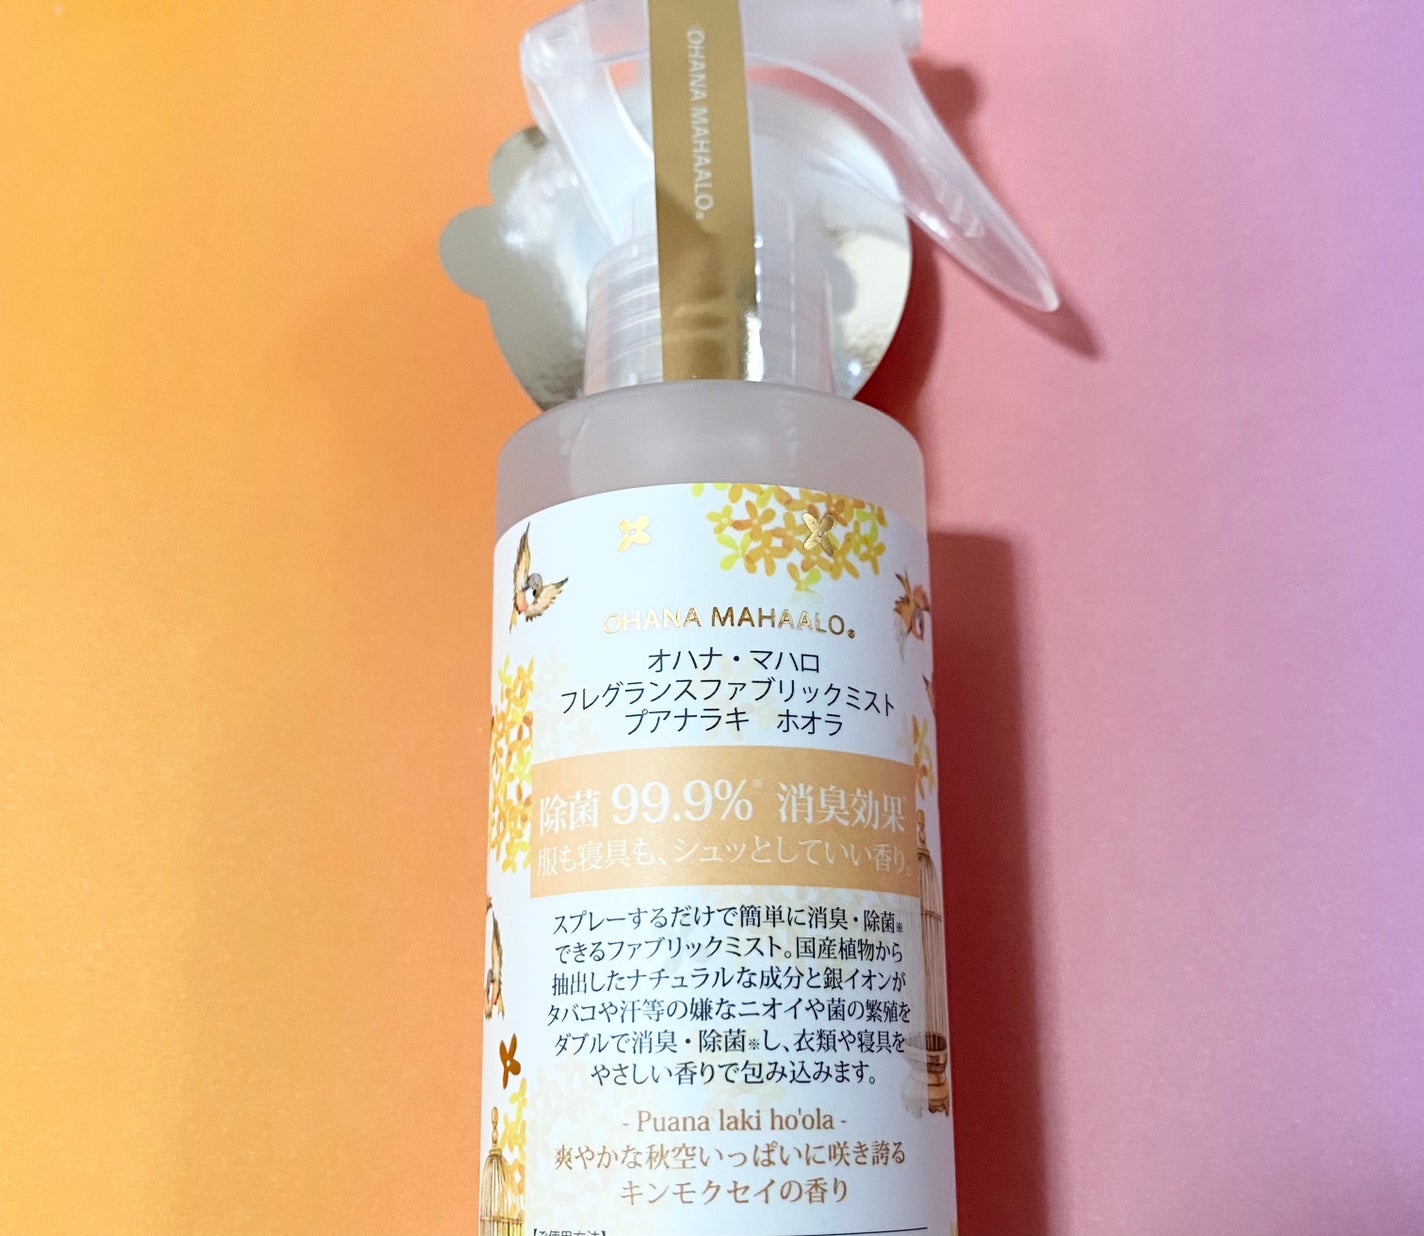 OHANA MAHAALO®
OHANA MAHAALO®
オハナ・マハロ
フレグランスファブリックミスト
プアナラキ ホオラ
除菌99.9%※ 消臭効果
服も寝具も、シュッとしていい香り。
スプレーするだけで簡単に消臭・除菌※
できるファブリックミスト。国産植物から
抽出したナチュラルな成分と銀イオンが
タバコや汗等の嫌なニオイや菌の繁殖を
ダブルで消臭・除菌※し、衣類や寝具を
やさしい香りで包み込みます。
- Puana laki ho'ola -
爽やかな秋空いっぱいに咲き誇る
キンモクセイの香り
【ご使用方法】